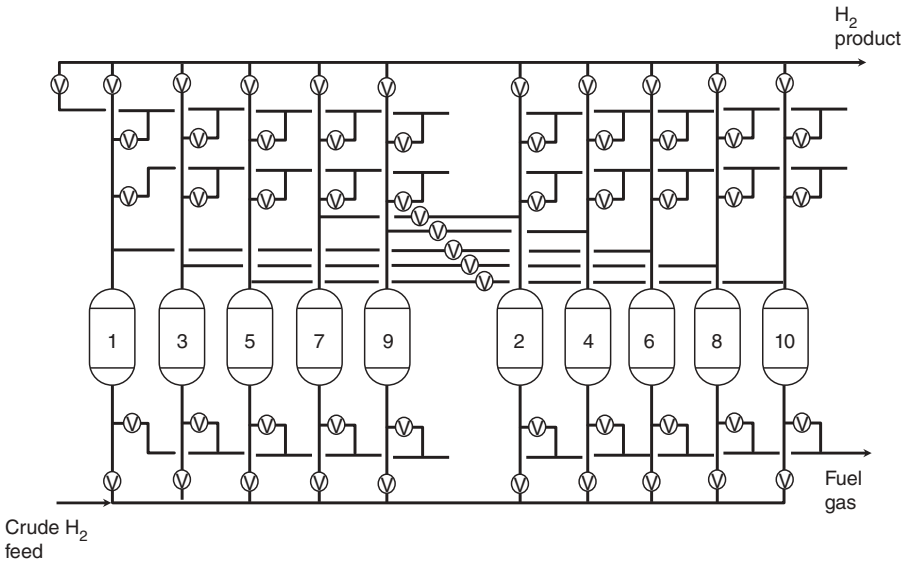 H₂
product
V V V V V V V V V V V
V V V V V V V V V V
V V V V V V V V V V
V
V
V
V
V
1 3 5 7 9 2 4 6 8 10
V V V V V V V V V V
V V V V V V V V V V
Fuel
gas
Crude H₂
feed